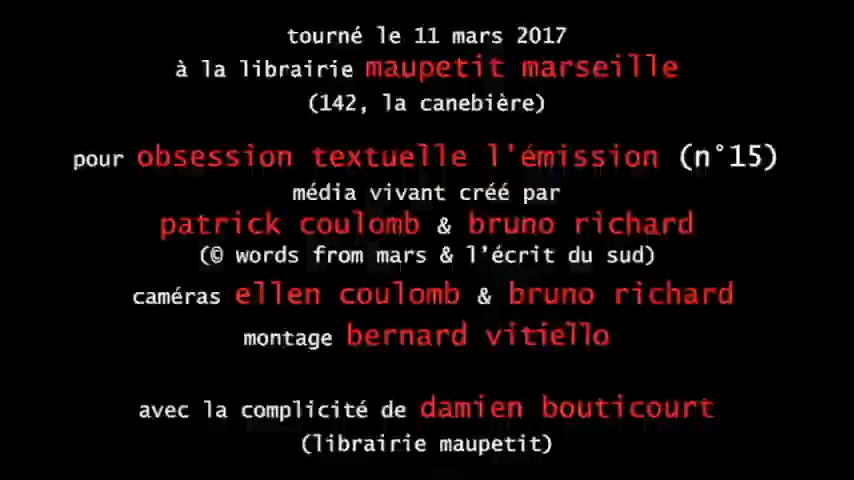 tourné le 11 mars 2017
à la librairie maupetit marseille
(142, la canebière)
pour obsession textuelle l'émission (n°15)
média vivant créé par
patrick coulomb & bruno richard
(© words from mars & l'écrit du sud)
caméras ellen coulomb & bruno richard
montage bernard vitiello
avec la complicité de damien bouticourt
(librairie maupetit)